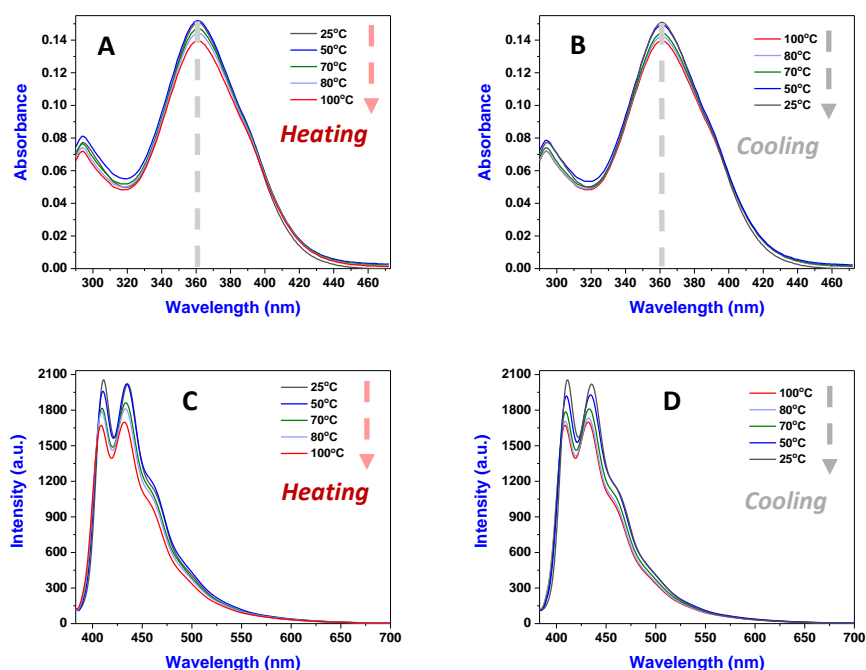 A
25°C
50°C
70°C
80°C
100°C
Heating
0.14
0.12
0.10
0.08
0.06
0.04
0.02
0.00
Absorbance
300 320 340 360 380 400 420 440 460
Wavelength (nm)
B
100°C
80°C
70°C
50°C
25°C
Cooling
0.14
0.12
0.10
0.08
0.06
0.04
0.02
0.00
Absorbance
300 320 340 360 380 400 420 440 460
Wavelength (nm)
C
25°C
50°C
70°C
80°C
100°C
Heating
2100
1800
1500
1200
900
600
300
0
Intensity (a.u.)
400 450 500 550 600 650 700
Wavelength (nm)
D
100°C
80°C
70°C
50°C
25°C
Cooling
2100
1800
1500
1200
900
600
300
0
Intensity (a.u.)
400 450 500 550 600 650 700
Wavelength (nm)